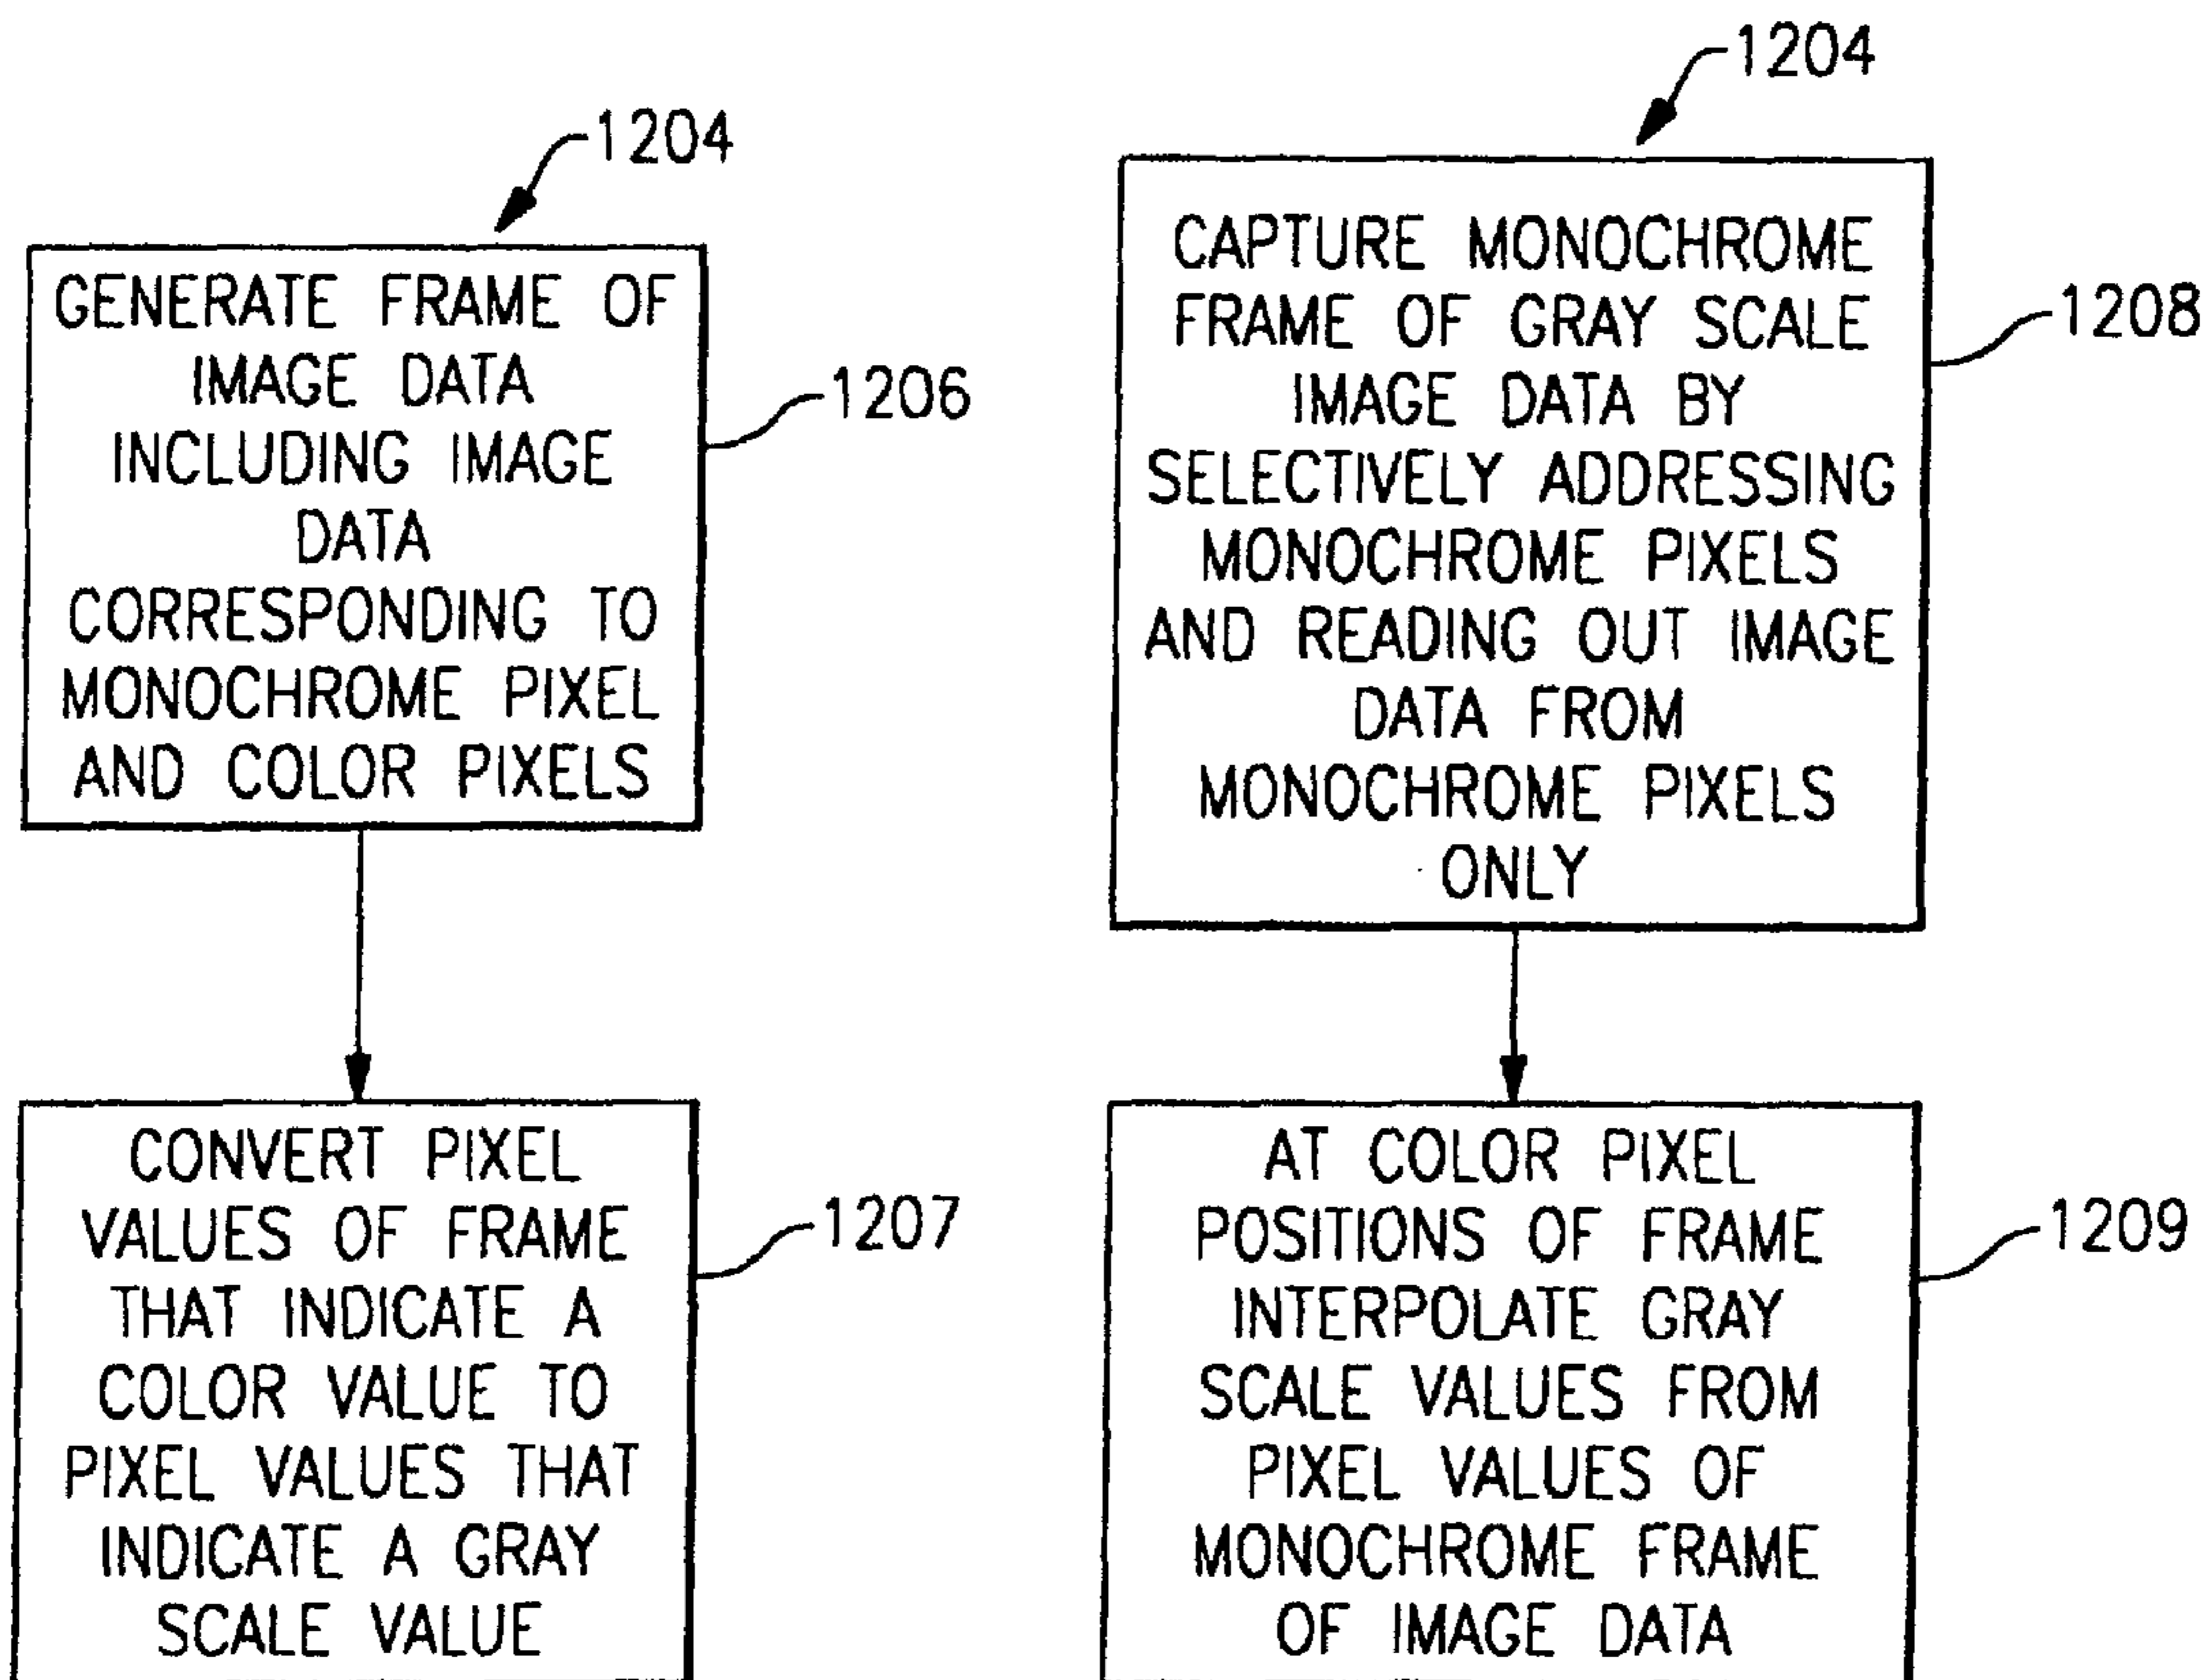 1204
GENERATE FRAME OF
IMAGE DATA
INCLUDING IMAGE
DATA
CORRESPONDING TO
MONOCHROME PIXEL
AND COLOR PIXELS
1206
CONVERT PIXEL
VALUES OF FRAME
THAT INDICATE A
COLOR VALUE TO
PIXEL VALUES THAT
INDICATE A GRAY
SCALE VALUE
1207
1204
CAPTURE MONOCHROME
FRAME OF GRAY SCALE
IMAGE DATA BY
SELECTIVELY ADDRESSING
MONOCHROME PIXELS
AND READING OUT IMAGE
DATA FROM
MONOCHROME PIXELS
ONLY
1208
AT COLOR PIXEL
POSITIONS OF FRAME
INTERPOLATE GRAY
SCALE VALUES FROM
PIXEL VALUES OF
MONOCHROME FRAME
OF IMAGE DATA
1209